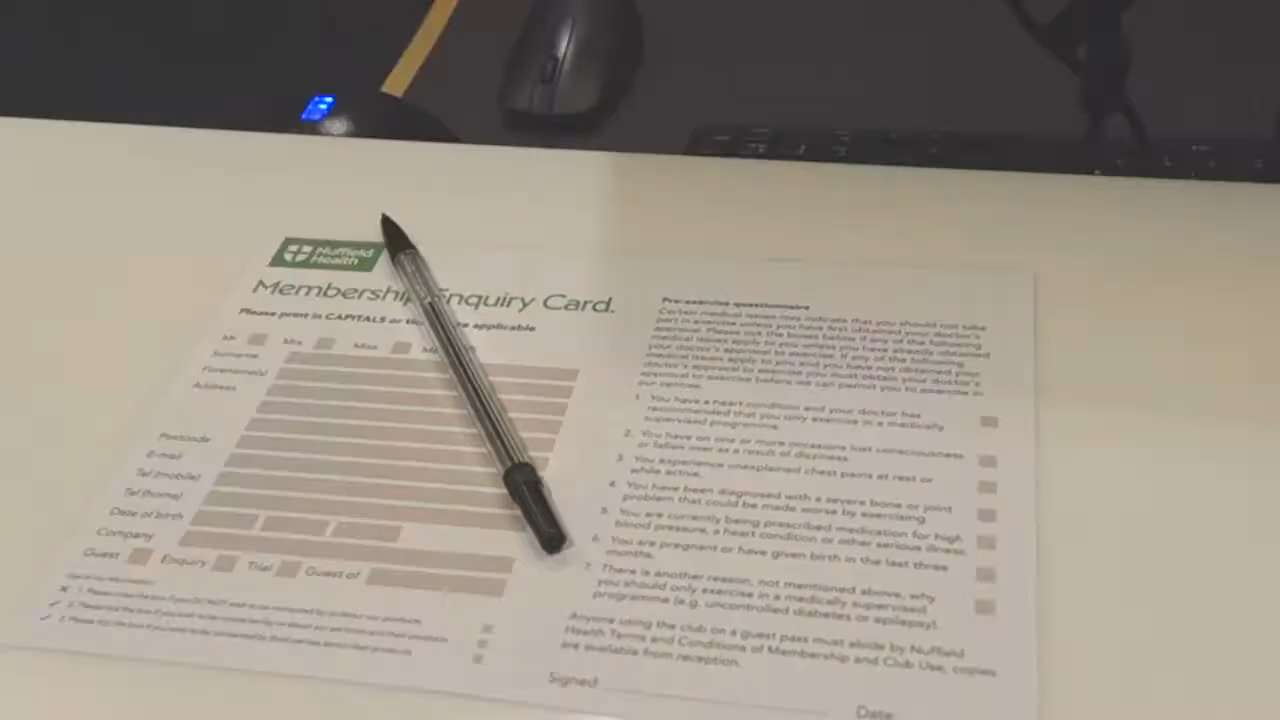 Nuffield
Health
Membership Enquiry Card.
Please print in CAPITALS or applicable
Mr Mrs Miss
Surname
Forename(s)
Address
Postcode
E-mail
Tel (mobile)
Tel (home)
Date of birth
Company
Guest Enquiry Trial Guest of
Pre-exercise questionnaire
Certain medical issues may indicate that you should not take
part in exercise unless you have first obtained your doctor's
approval. Please tick the boxes below if any of the following
medical issues apply to you unless you have already obtained
your doctor's approval to exercise. If any of the following
medical issues apply to you and you have not obtained your
doctor's approval to exercise you must obtain your doctor's
approval to exercise before we can permit you to exercise in
our centres.
1. You have a heart condition and your doctor has
recommended that you only exercise in a medically
supervised programme.
2. You have on one or more occasions lost consciousness
or fallen over as a result of dizziness.
3. You experience unexplained chest pains at rest or
while active.
4. You have been diagnosed with a severe bone or joint
problem that could be made worse by exercising
5. You are currently being prescribed medication for high
blood pressure, a heart condition or other serious illness.
6. You are pregnant or have given birth in the last three
months.
7. There is another reason, not mentioned above, why
you should only exercise in a medically supervised
programme (e.g. uncontrolled diabetes or epilepsy).
Anyone using the club on a guest pass must abide by Nuffield
Health Terms and Conditions of Membership and Club Use, copies
are available from reception.
Signed
Date